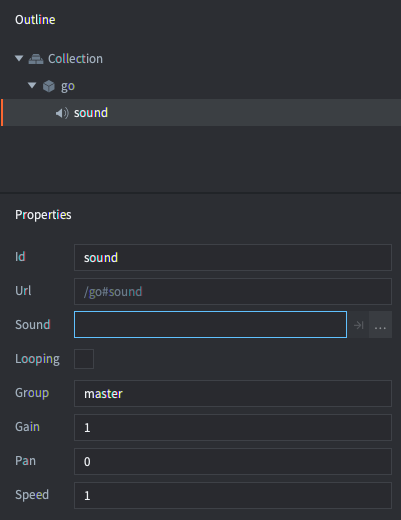 Outline
Collection
go
sound
Properties
Id sound
Url /go#sound
Sound ...
Looping
Group master
Gain 1
Pan 0
Speed 1